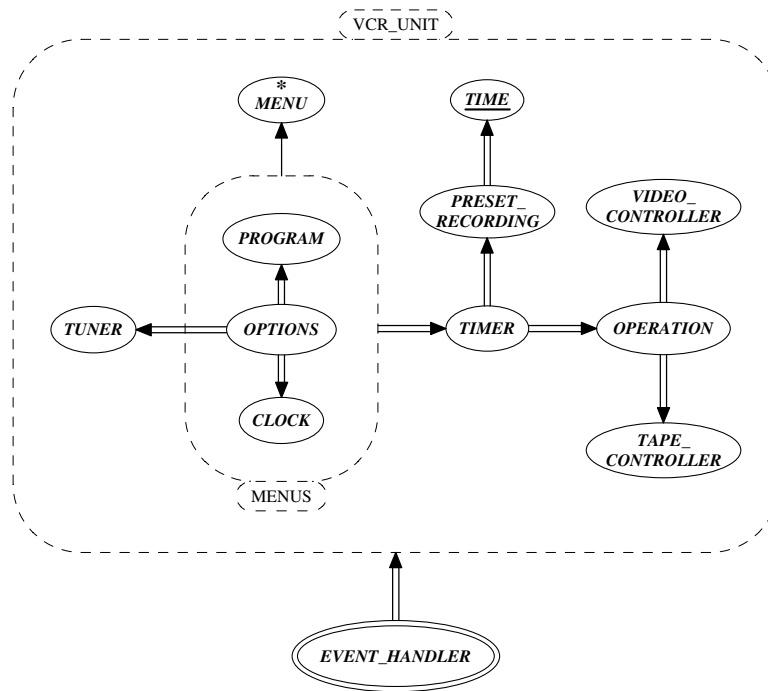 VCR_UNIT
*
MENU
TIME
PRESET_
RECORDING
VIDEO_
CONTROLLER
PROGRAM
TUNER
OPTIONS
TIMER
OPERATION
CLOCK
TAPE_
CONTROLLER
MENUS
EVENT_HANDLER